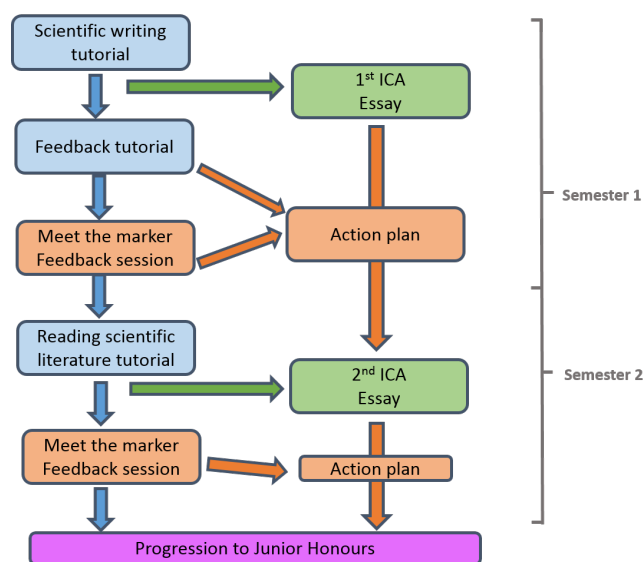 Scientific writing
tutorial
1st ICA
Essay
Feedback tutorial
Semester 1
Meet the marker
Feedback session
Action plan
Reading scientific
literature tutorial
2nd ICA
Essay
Semester 2
Meet the marker
Feedback session
Action plan
Progression to Junior Honours